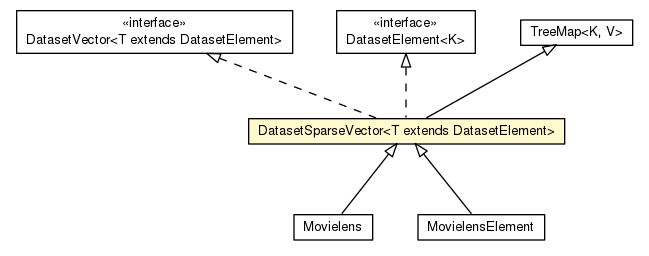 «interface»
DatasetVector<T extends DatasetElement>
«interface»
DatasetElement<K>
TreeMap<K, V>
DatasetSparseVector<T extends DatasetElement>
Movielens
MovielensElement